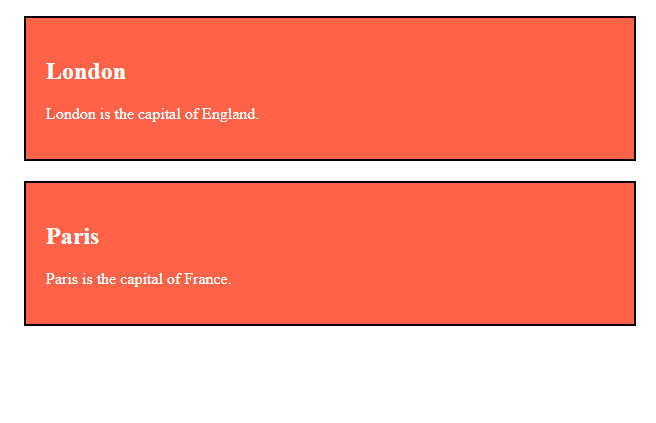 London
London is the capital of England.
Paris
Paris is the capital of France.